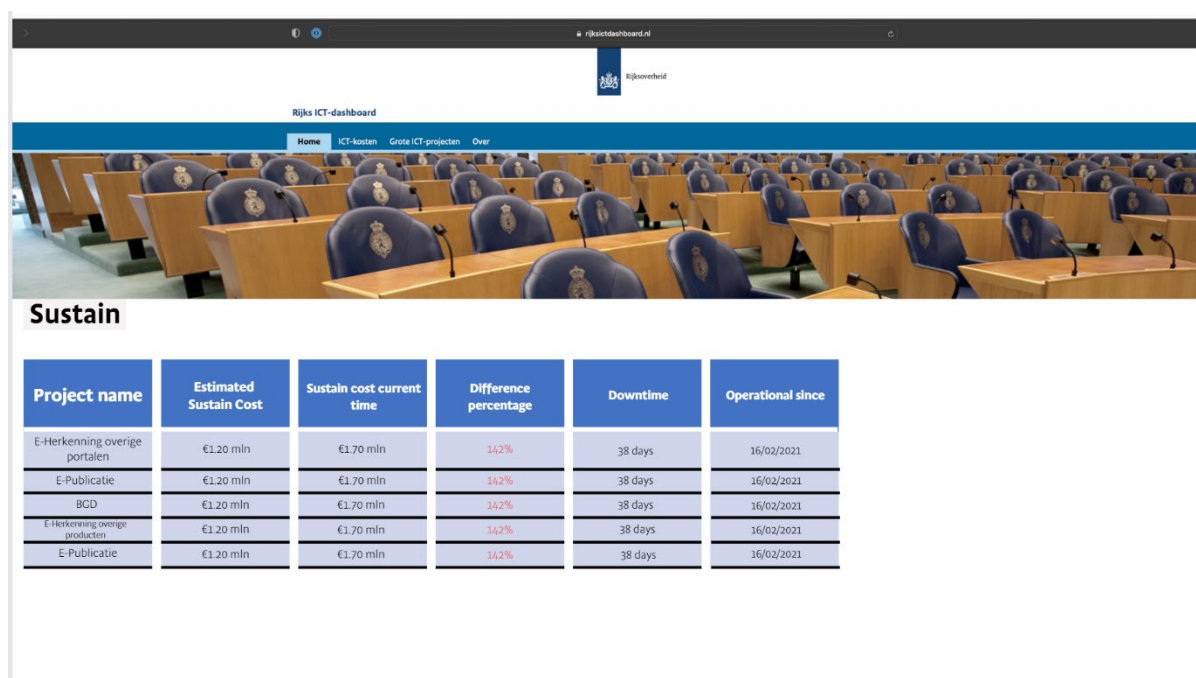 rijksictdashboard.nl
Rijksoverheid
Rijks ICT-dashboard
Home ICT-kosten Grote ICT-projecten Over
Sustain
Project name
Estimated
Sustain Cost
Sustain cost current
time
Difference
percentage
Downtime
Operational since
E-Herkenning overige
portalen
€1.20 mln
€1.70 mln
142%
38 days
16/02/2021
E-Publicatie
€1.20 mln
€1.70 mln
142%
38 days
16/02/2021
BGD
€1.20 mln
€1.70 mln
142%
38 days
16/02/2021
E-Herkenning overige
producten
€1.20 mln
€1.70 mln
142%
38 days
16/02/2021
E-Publicatie
€1.20 mln
€1.70 mln
142%
38 days
16/02/2021